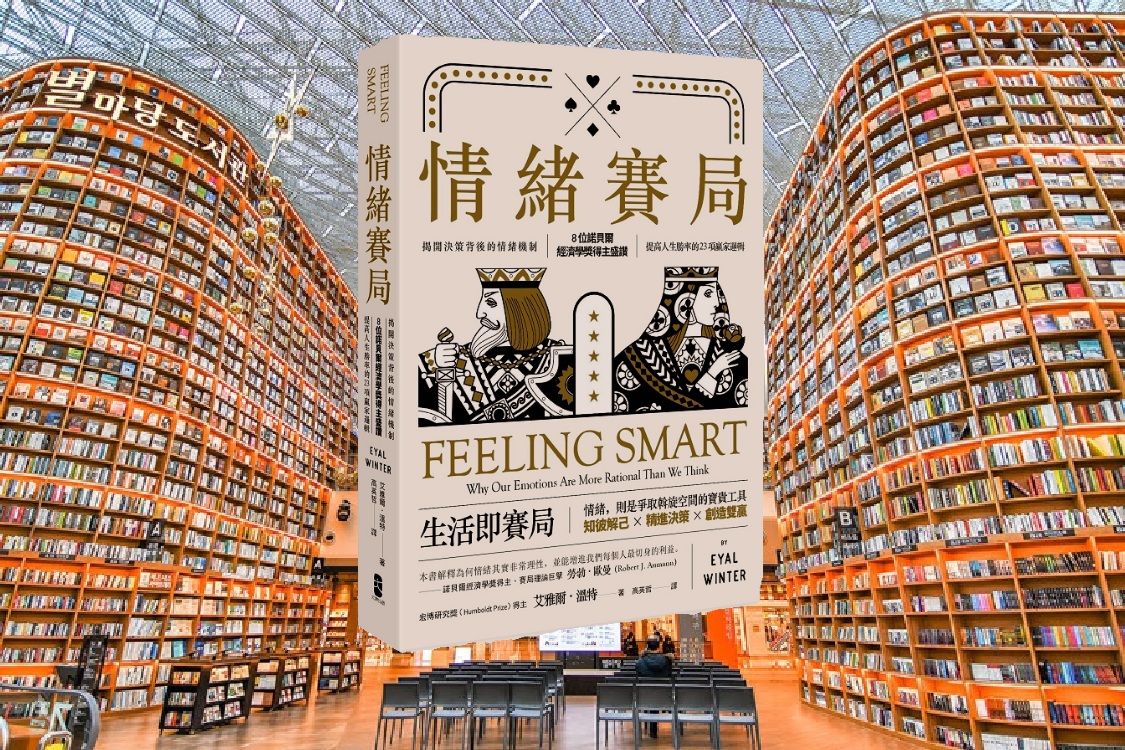 별마당도서관
FEELING
SMART
情緒賽局
揭開決策背後的情緒機制
8位諾貝爾經濟學獎得主盛讚
提高人生勝率的23項贏家邏輯
EYAL
WINTER
艾雅爾・溫特——著
高英哲——譯
情緒賽局
揭開決策背後的情緒機制
8位諾貝爾
經濟學獎得主盛讚
提高人生勝率的23項贏家邏輯
FEELING SMART
Why Our Emotions Are More Rational Than We Think
生活即賽局
情緒，則是爭取斡旋空間的寶貴工具
知彼解己×精進決策×創造雙贏
本書解釋為何情緒其實非常理性，並能增進我們每個人最切身的利益。
——諾貝爾經濟學獎得主、賽局理論巨擘 勞勃・歐曼（Robert J. Aumann）
宏博研究獎（Humboldt Prize）得主 艾雅爾・溫特——著 高英哲——譯
BY
EYAL
WINTER
A
B